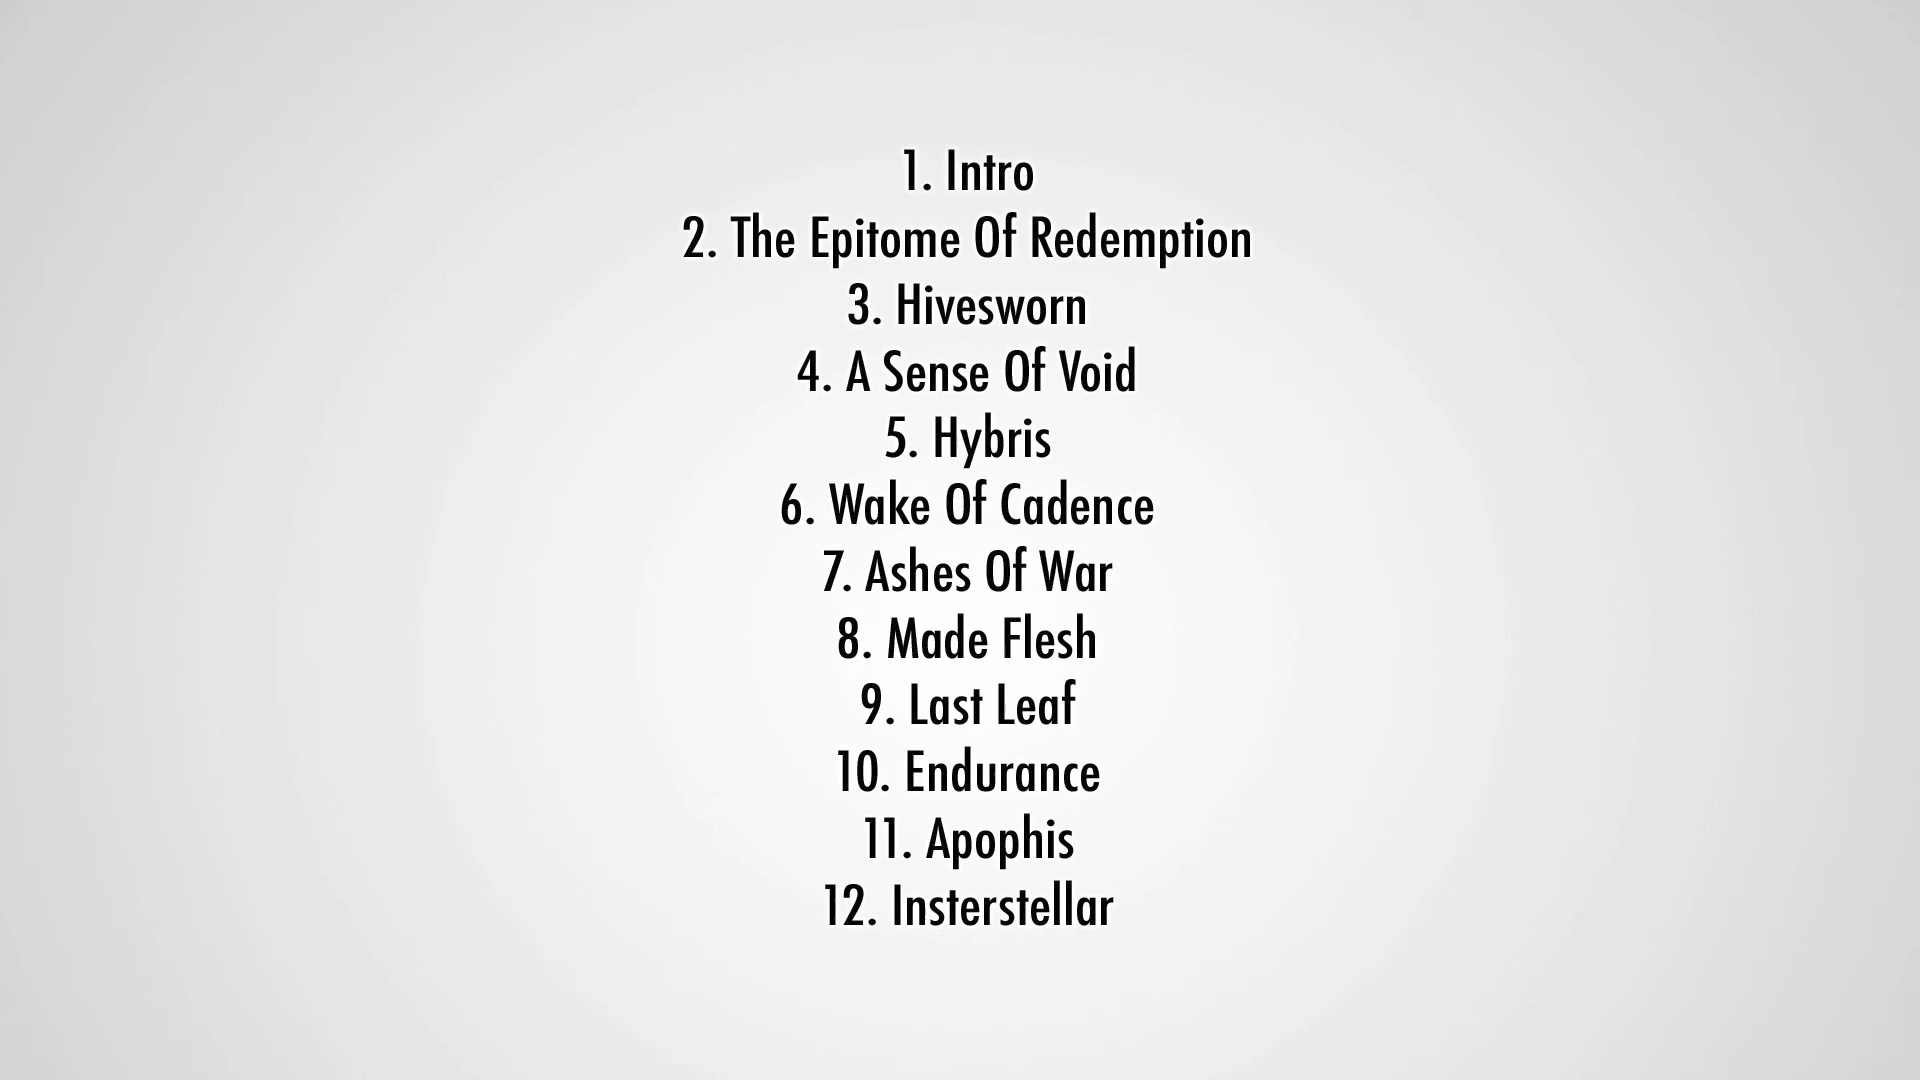 1. Intro
2. The Epitome Of Redemption
3. Hivesworn
4. A Sense Of Void
5. Hybris
6. Wake Of Cadence
7. Ashes Of War
8. Made Flesh
9. Last Leaf
10. Endurance
11. Apophis
12. Insterstellar